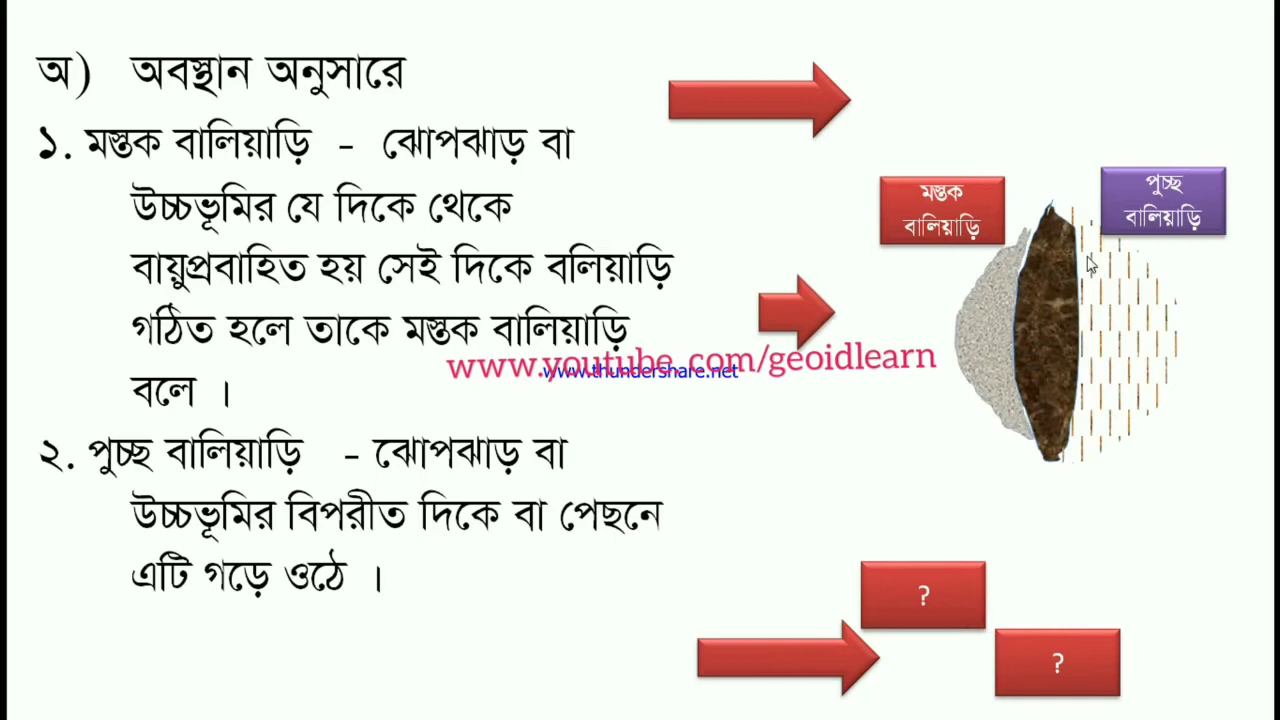 অ) অবস্থান অনুসারে
১. মস্তক বালিয়াড়ি - ঝোপঝাড় বা
উচ্চভূমির যে দিকে থেকে
বায়ুপ্রবাহিত হয় সেই দিকে বলিয়াড়ি
গঠিত হলে তাকে মস্তক বালিয়াড়ি
বলে ।
২. পুচ্ছ বালিয়াড়ি - ঝোপঝাড় বা
উচ্চভূমির বিপরীত দিকে বা পেছনে
এটি গড়ে ওঠে ।
মস্তক
বালিয়াড়ি
পুচ্ছ
বালিয়াড়ি
www.youtube.com/geoidlearn
www.thundershare.net
?
?